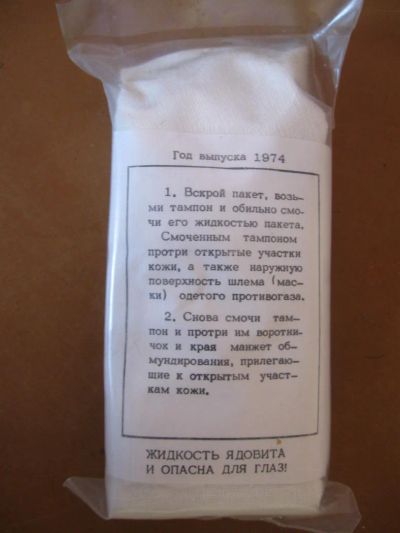 Год выпуска 1974
1. Вскрой пакет, возь-
ми тампон и обильно смо-
чи его жидкостью пакета.
Смоченным тампоном
протри открытые участки
кожи, а также наружную
поверхность шлема (мас-
ки) одетого противогаза.
2. Снова смочи там-
пон и протри им воротни-
чок и края манжет об-
мундирования, прилегаю-
шие к открытым участ-
кам кожи.
ЖИДКОСТЬ ЯДОВИТА
И ОПАСНА ДЛЯ ГЛАЗ!